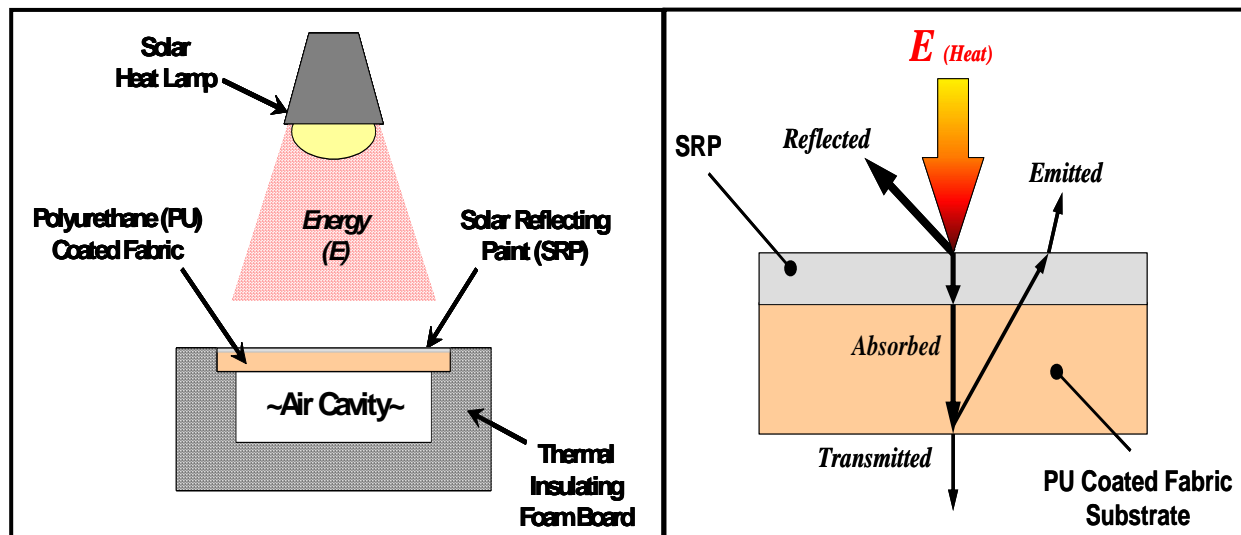 Solar
Heat Lamp
Polyurethane (PU)
Coated Fabric
Energy
(E)
Solar Reflecting
Paint (SRP)
~Air Cavity~
Thermal
Insulating
Foam Board
E (Heat)
SRP
Reflected
Emitted
Absorbed
Transmitted
PU Coated Fabric
Substrate